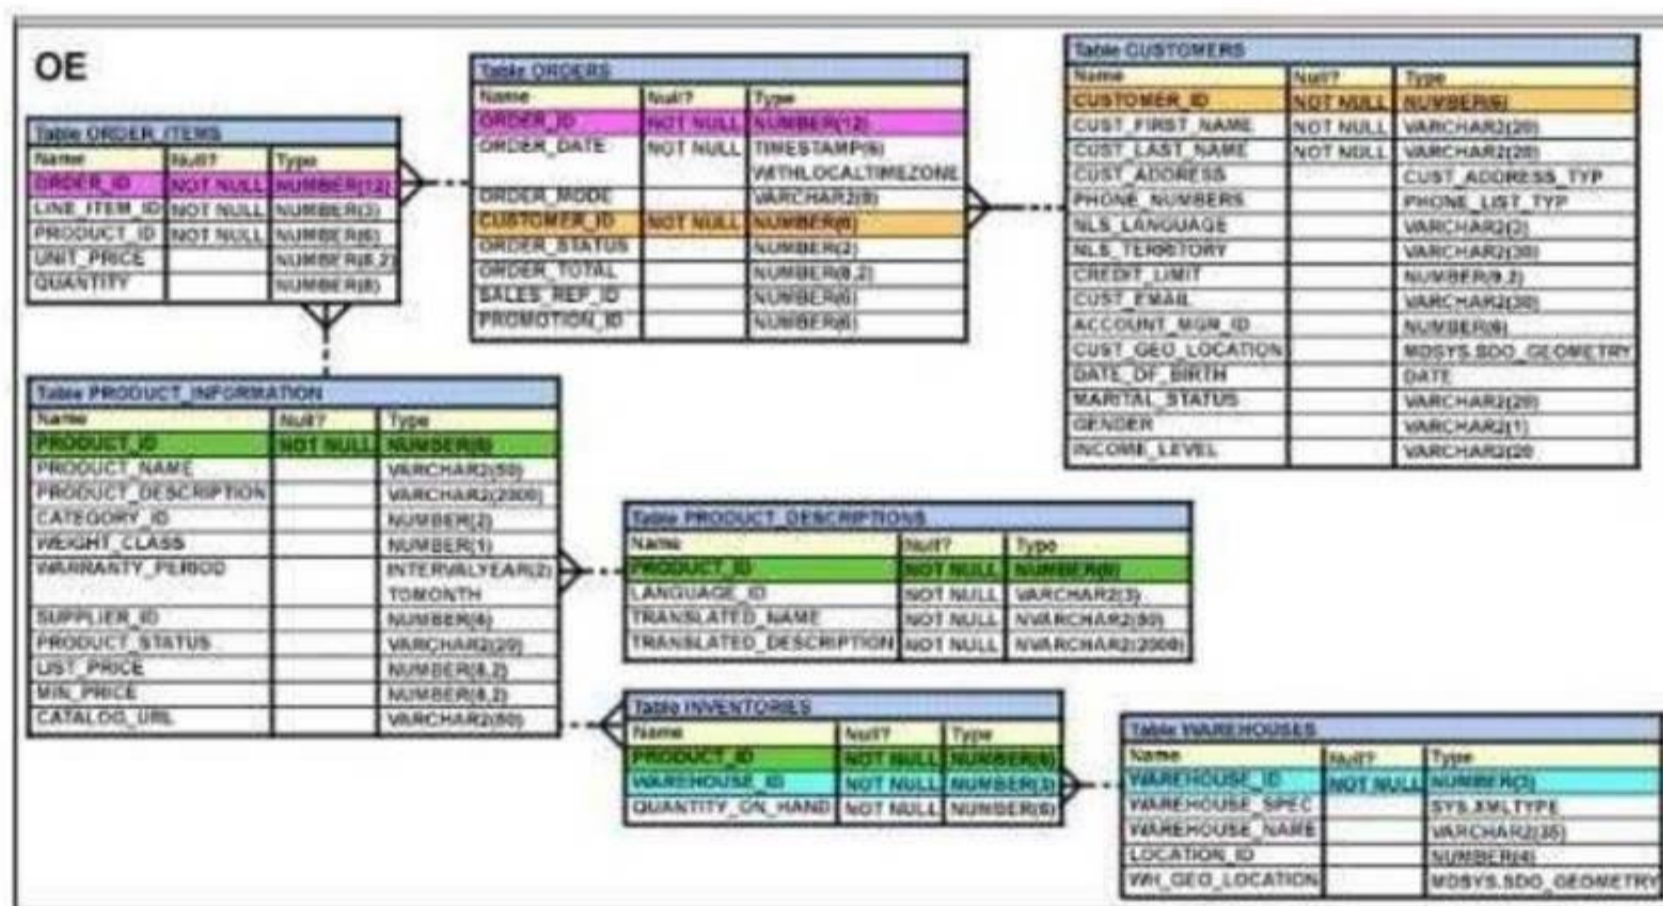 OE
Table ORDER_ITEMS
Name Null? Type
ORDER_ID NOT NULL NUMBER(12)
LINE_ITEM_ID NOT NULL NUMBER(3)
PRODUCT_ID NOT NULL NUMBER(6)
UNIT_PRICE NUMBER(8,2)
QUANTITY NUMBER(8)
Table ORDERS
Name Null? Type
ORDER_ID NOT NULL NUMBER(12)
ORDER_DATE NOT NULL TIMESTAMP(6)
WITHLOCALTIMEZONE
ORDER_MODE VARCHAR2(8)
CUSTOMER_ID NOT NULL NUMBER(6)
ORDER_STATUS NUMBER(2)
ORDER_TOTAL NUMBER(8,2)
SALES_REP_ID NUMBER(6)
PROMOTION_ID NUMBER(6)
Table CUSTOMERS
Name Null? Type
CUSTOMER_ID NOT NULL NUMBER(6)
CUST_FIRST_NAME NOT NULL VARCHAR2(20)
CUST_LAST_NAME NOT NULL VARCHAR2(20)
CUST_ADDRESS CUST_ADDRESS_TYP
PHONE_NUMBERS PHONE_LIST_TYP
NLS_LANGUAGE VARCHAR2(3)
NLS_TERRITORY VARCHAR2(30)
CREDIT_LIMIT NUMBER(9,2)
CUST_EMAIL VARCHAR2(30)
ACCOUNT_MGR_ID NUMBER(6)
CUST_GEO_LOCATION MDSYS.SDO_GEOMETRY
DATE_OF_BIRTH DATE
MARITAL_STATUS VARCHAR2(20)
GENDER VARCHAR2(1)
INCOME_LEVEL VARCHAR2(20
Table PRODUCT_INFORMATION
Name Null? Type
PRODUCT_ID NOT NULL NUMBER(6)
PRODUCT_NAME VARCHAR2(50)
PRODUCT_DESCRIPTION VARCHAR2(2000)
CATEGORY_ID NUMBER(2)
WEIGHT_CLASS NUMBER(1)
WARRANTY_PERIOD INTERVALYEAR(2)
TOMONTH
SUPPLIER_ID NUMBER(6)
PRODUCT_STATUS VARCHAR2(20)
LIST_PRICE NUMBER(8,2)
MIN_PRICE NUMBER(8,2)
CATALOG_URL VARCHAR2(50)
Table PRODUCT_DESCRIPTIONS
Name Null? Type
PRODUCT_ID NOT NULL NUMBER(6)
LANGUAGE_ID NOT NULL VARCHAR2(3)
TRANSLATED_NAME NOT NULL NVARCHAR2(50)
TRANSLATED_DESCRIPTION NOT NULL NVARCHAR2(2000)
Table INVENTORIES
Name Null? Type
PRODUCT_ID NOT NULL NUMBER(6)
WAREHOUSE_ID NOT NULL NUMBER(3)
QUANTITY_ON_HAND NOT NULL NUMBER(8)
Table WAREHOUSES
Name Null? Type
WAREHOUSE_ID NOT NULL NUMBER(3)
WAREHOUSE_SPEC SYS.XMLTYPE
WAREHOUSE_NAME VARCHAR2(35)
LOCATION_ID NUMBER(4)
WH_GEO_LOCATION MDSYS.SDO_GEOMETRY